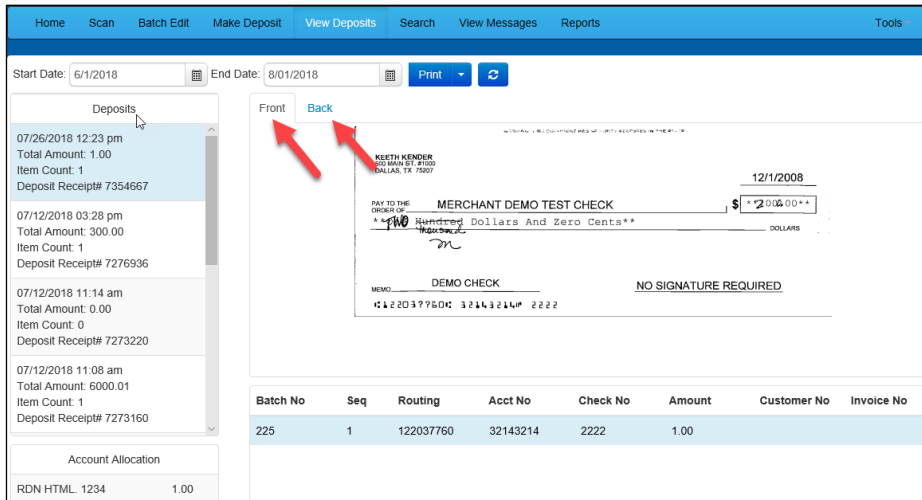 Home Scan Batch Edit Make Deposit View Deposits Search View Messages Reports Tools
Start Date: 6/1/2018 End Date: 8/01/2018 Print
Deposits
07/26/2018 12:23 pm
Total Amount: 1.00
Item Count: 1
Deposit Receipt# 7354667
07/12/2018 03:28 pm
Total Amount: 300.00
Item Count: 1
Deposit Receipt# 7276936
07/12/2018 11:14 am
Total Amount: 0.00
Item Count: 0
Deposit Receipt# 7273220
07/12/2018 11:08 am
Total Amount: 6000.01
Item Count: 1
Deposit Receipt# 7273160
Account Allocation
RDN HTML. 1234 1.00
Front Back
KEETH KENDER
500 MAIN ST. #1000
DALLAS, TX 75207
12/1/2008
PAY TO THE
ORDER OF MERCHANT DEMO TEST CHECK $
**TWO Hundred Dollars And Zero Cents** DOLLARS
thousand
MEMO DEMO CHECK NO SIGNATURE REQUIRED
122037760 32143214 2222
Batch No Seq Routing Acct No Check No Amount Customer No Invoice No
225 1 122037760 32143214 2222 1.00